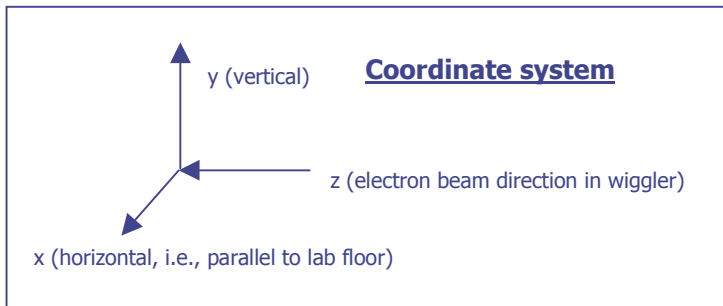 y (vertical)
Coordinate system
z (electron beam direction in wiggler)
x (horizontal, i.e., parallel to lab floor)